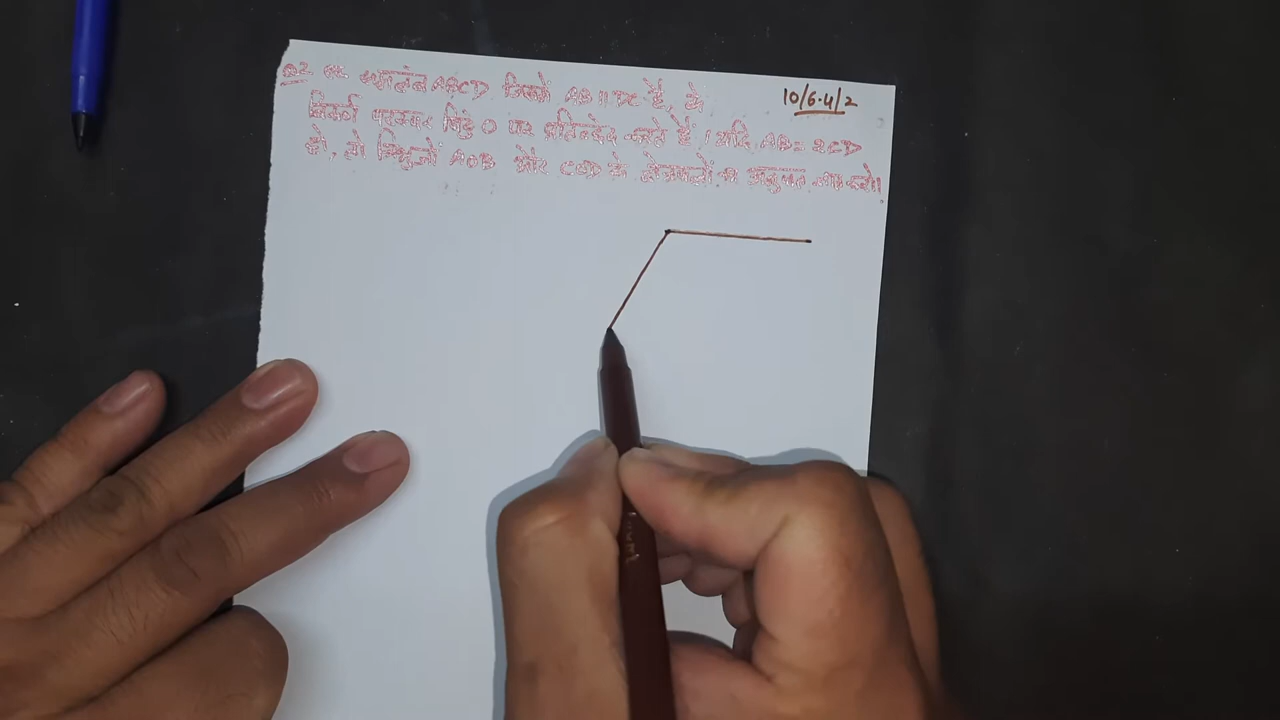 Q2 एक समलंब ABCD जिसमें AB || DC है, के
10/6.4/2
विकर्ण परस्पर बिंदु O पर प्रतिच्छेद करते हैं। यदि AB = 2CD
हो, तो त्रिभुजों AOB और COD के क्षेत्रफलों का अनुपात ज्ञात करो।